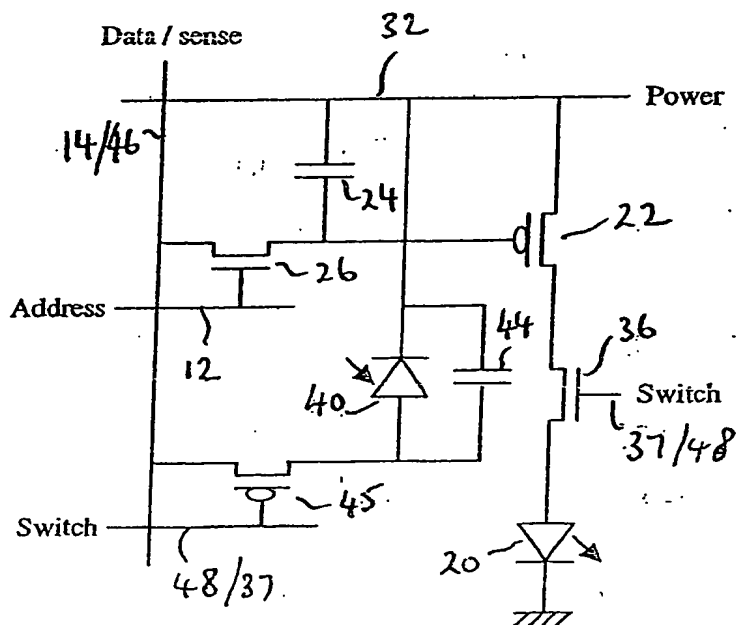 Data / sense
32
Power
14/46
24
22
26
Address
12
44
36
40
Switch
37/48
45
Switch
20
48/37